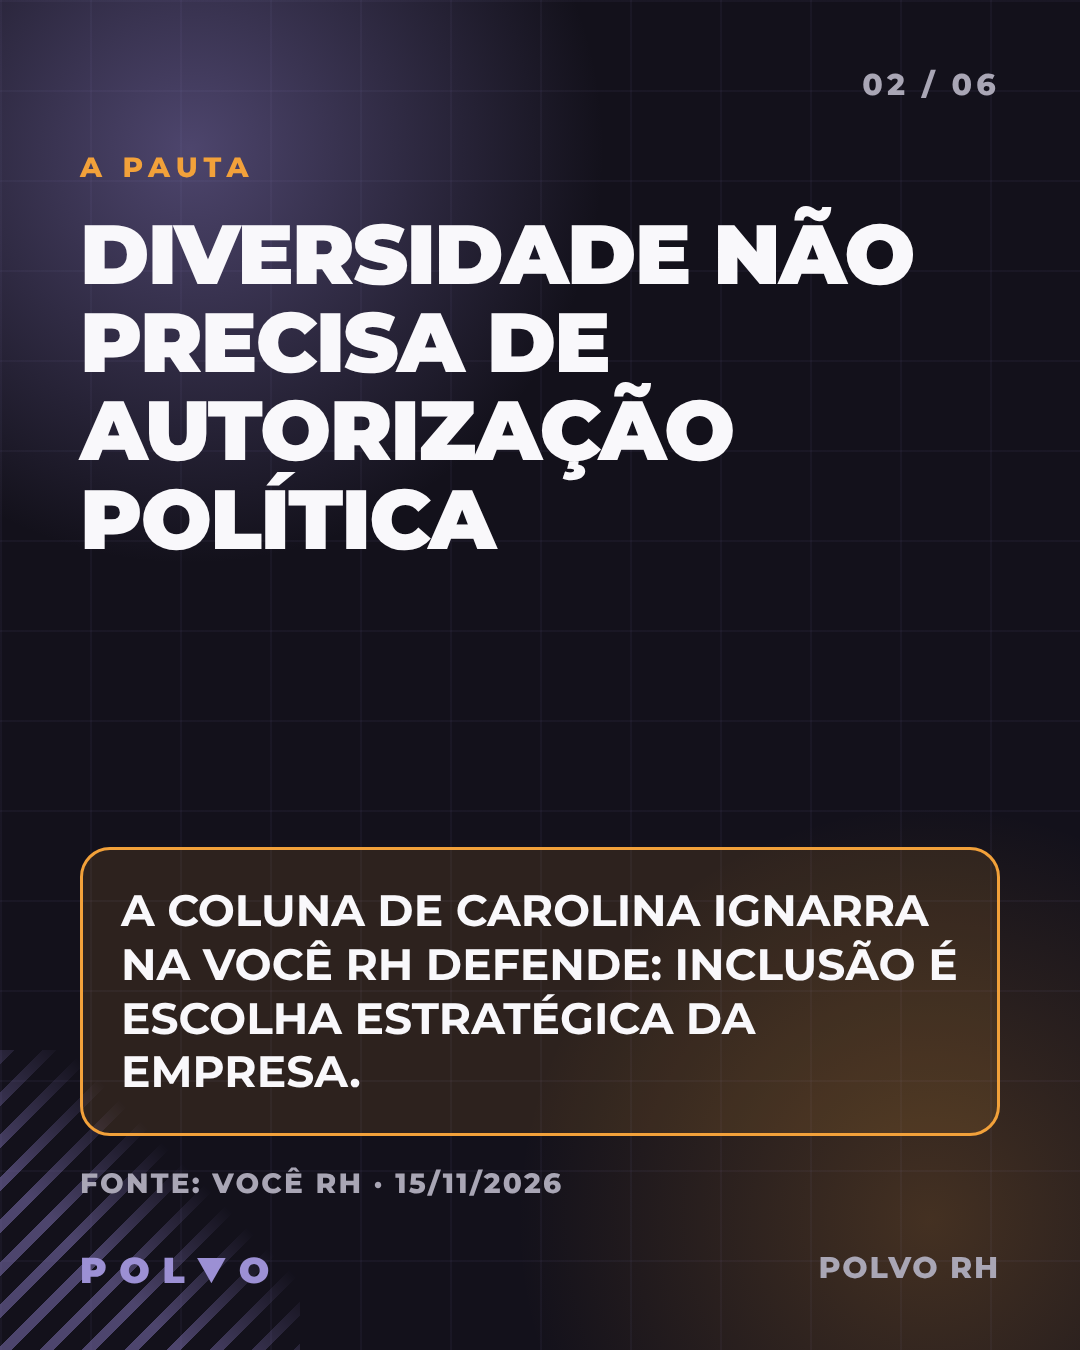 02 / 06
A PAUTA
DIVERSIDADE NÃO
PRECISA DE
AUTORIZAÇÃO
POLÍTICA
A COLUNA DE CAROLINA IGNARRA
NA VOCÊ RH DEFENDE: INCLUSÃO É
ESCOLHA ESTRATÉGICA DA
EMPRESA.
FONTE: VOCÊ RH • 15/11/2026
POLVO
POLVO RH